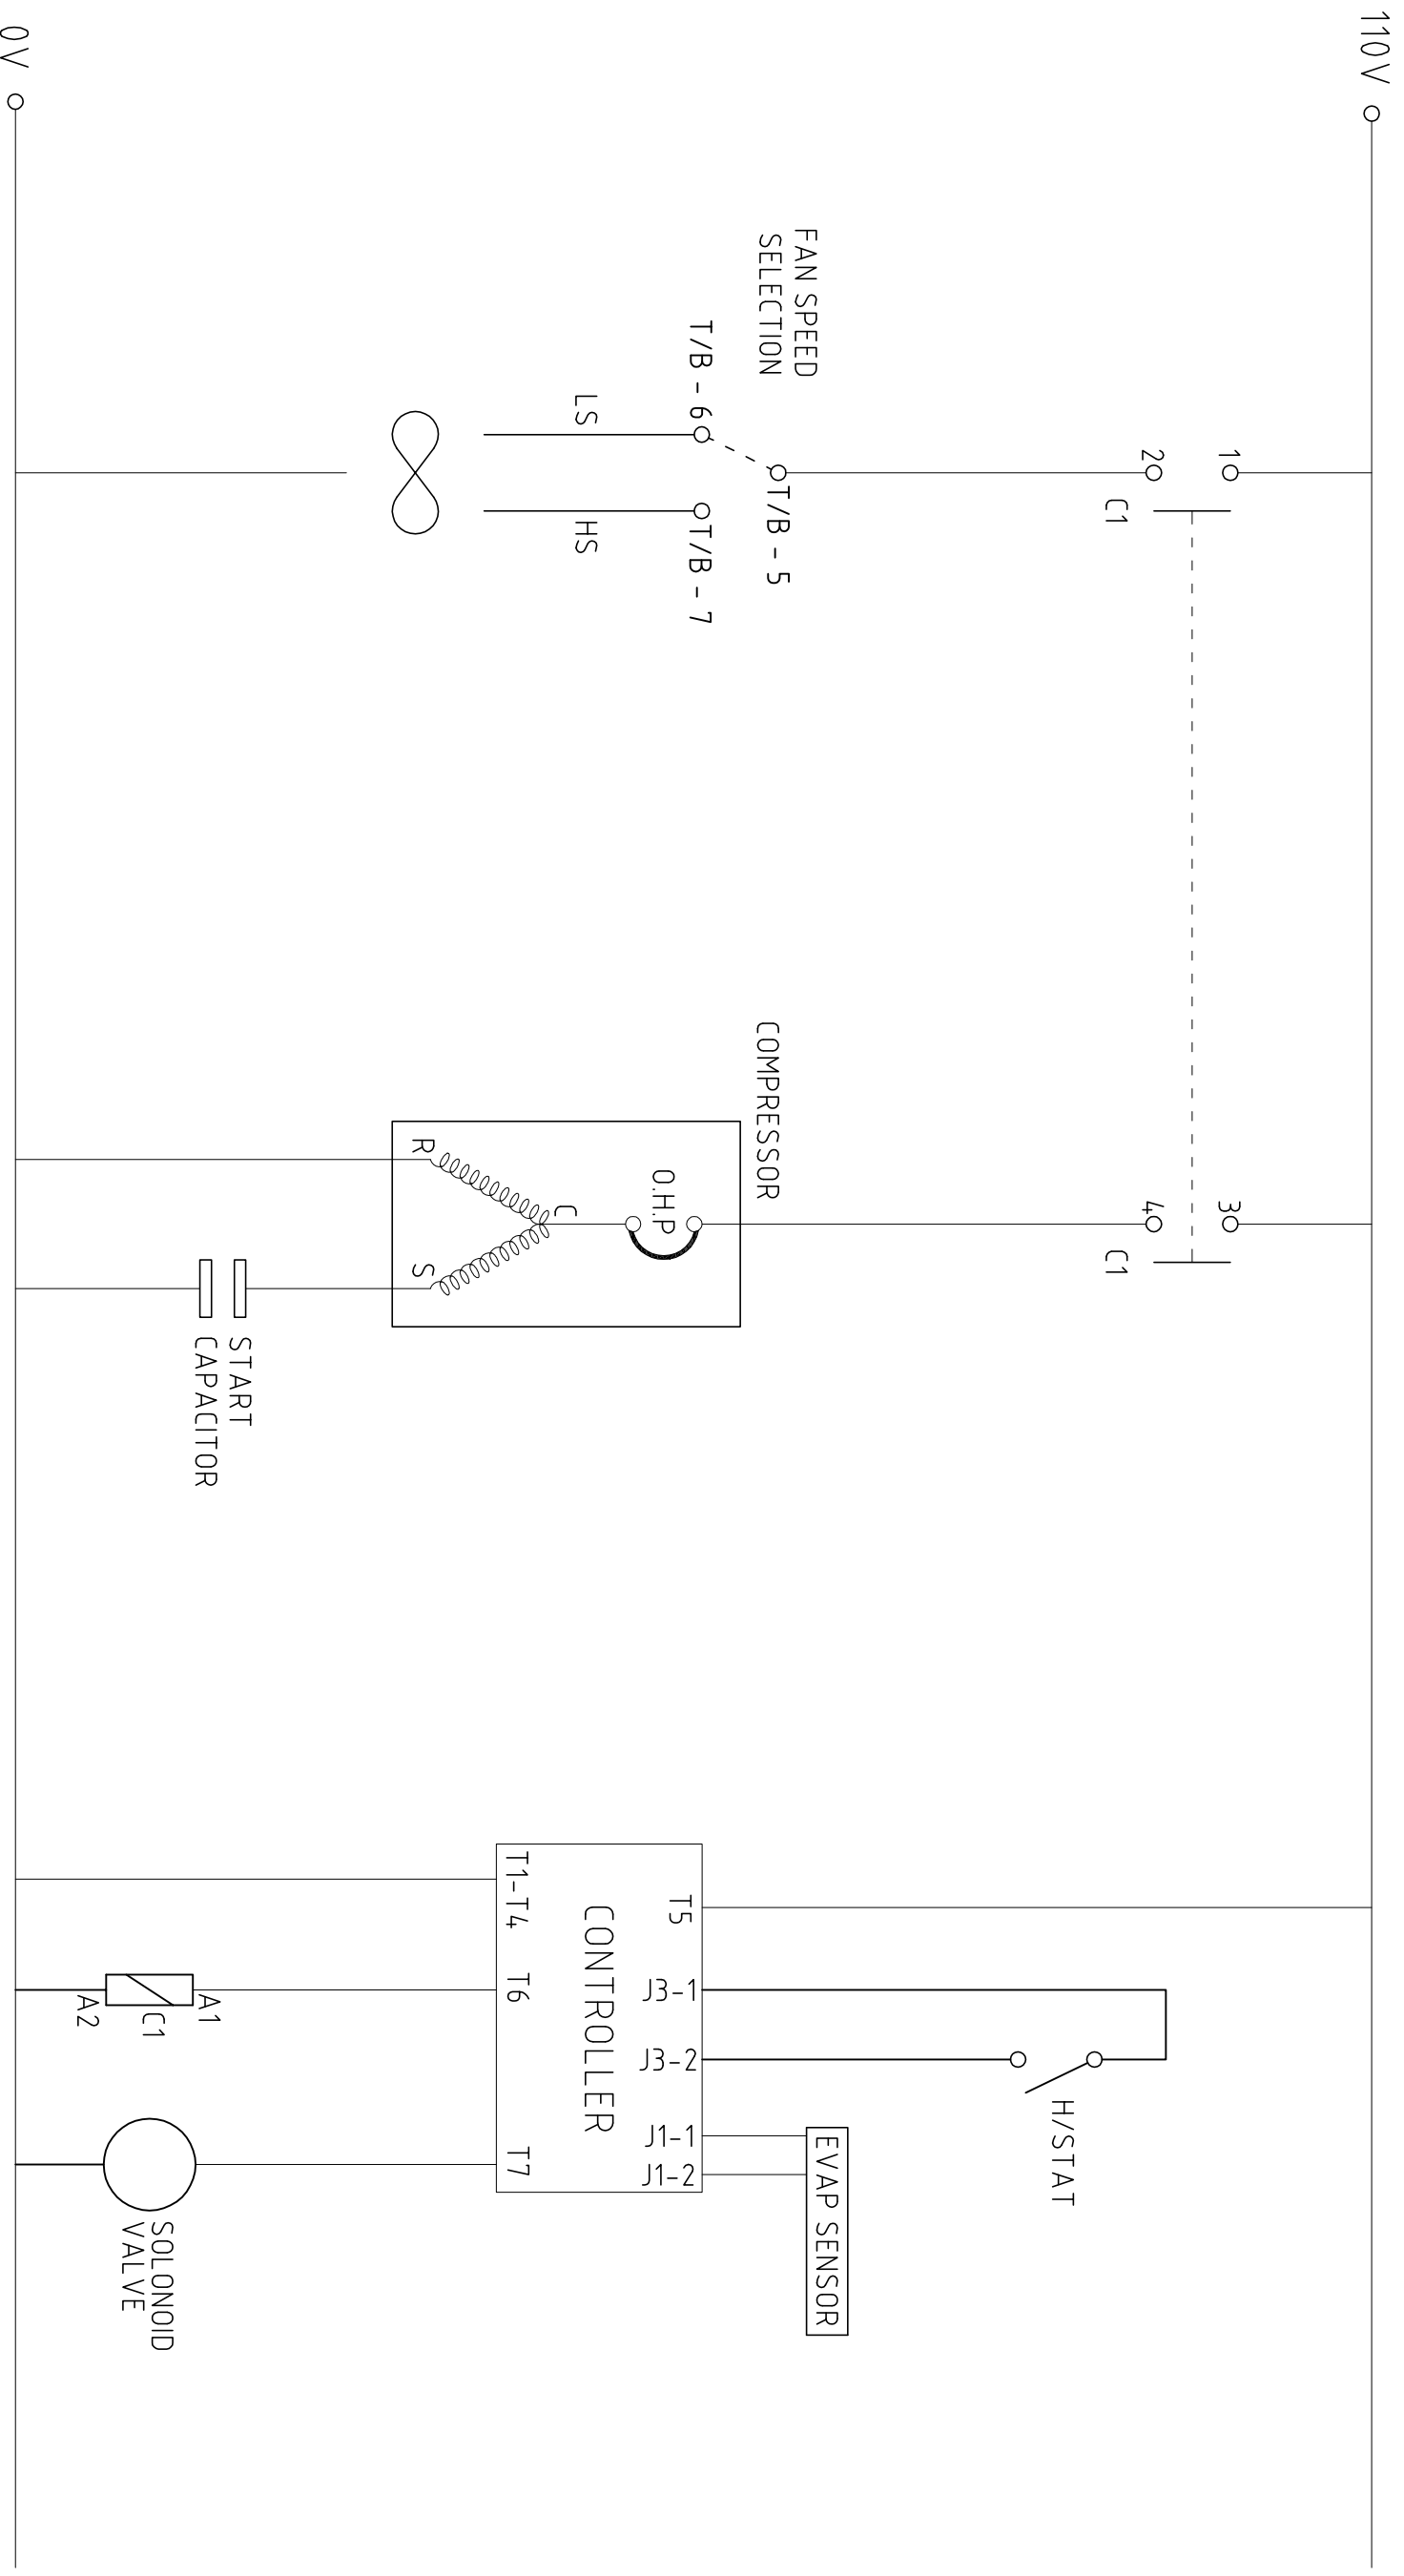 110V
1
3
2
4
C1
C1
H/STAT
FAN SPEED
SELECTION
T/B - 5
T/B - 6
T/B - 7
LS
HS
COMPRESSOR
O.H.P
C
R
S
START
CAPACITOR
EVAP SENSOR
T5
J3-1
J3-2
J1-1
J1-2
CONTROLLER
T1-T4
T6
T7
A1
C1
A2
SOLONOID
VALVE
0V